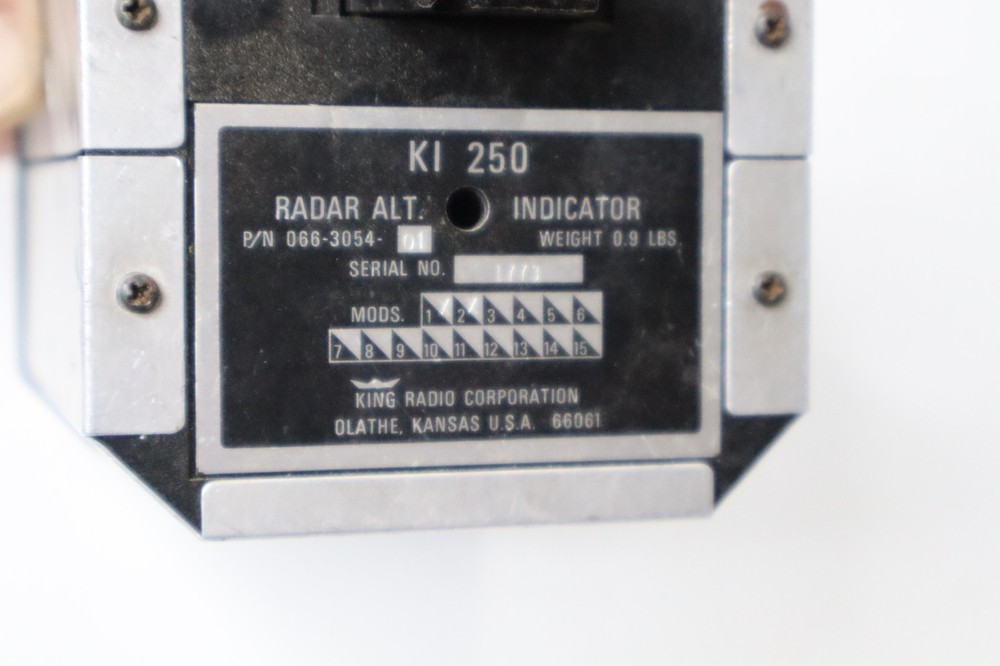 KI 250
RADAR ALT. INDICATOR
P/N 066-3054- 01 WEIGHT 0.9 LBS.
SERIAL NO. 1773
MODS. 1 2 3 4 5 6
7 8 9 10 11 12 13 14 15
KING RADIO CORPORATION
OLATHE, KANSAS U.S.A. 66061